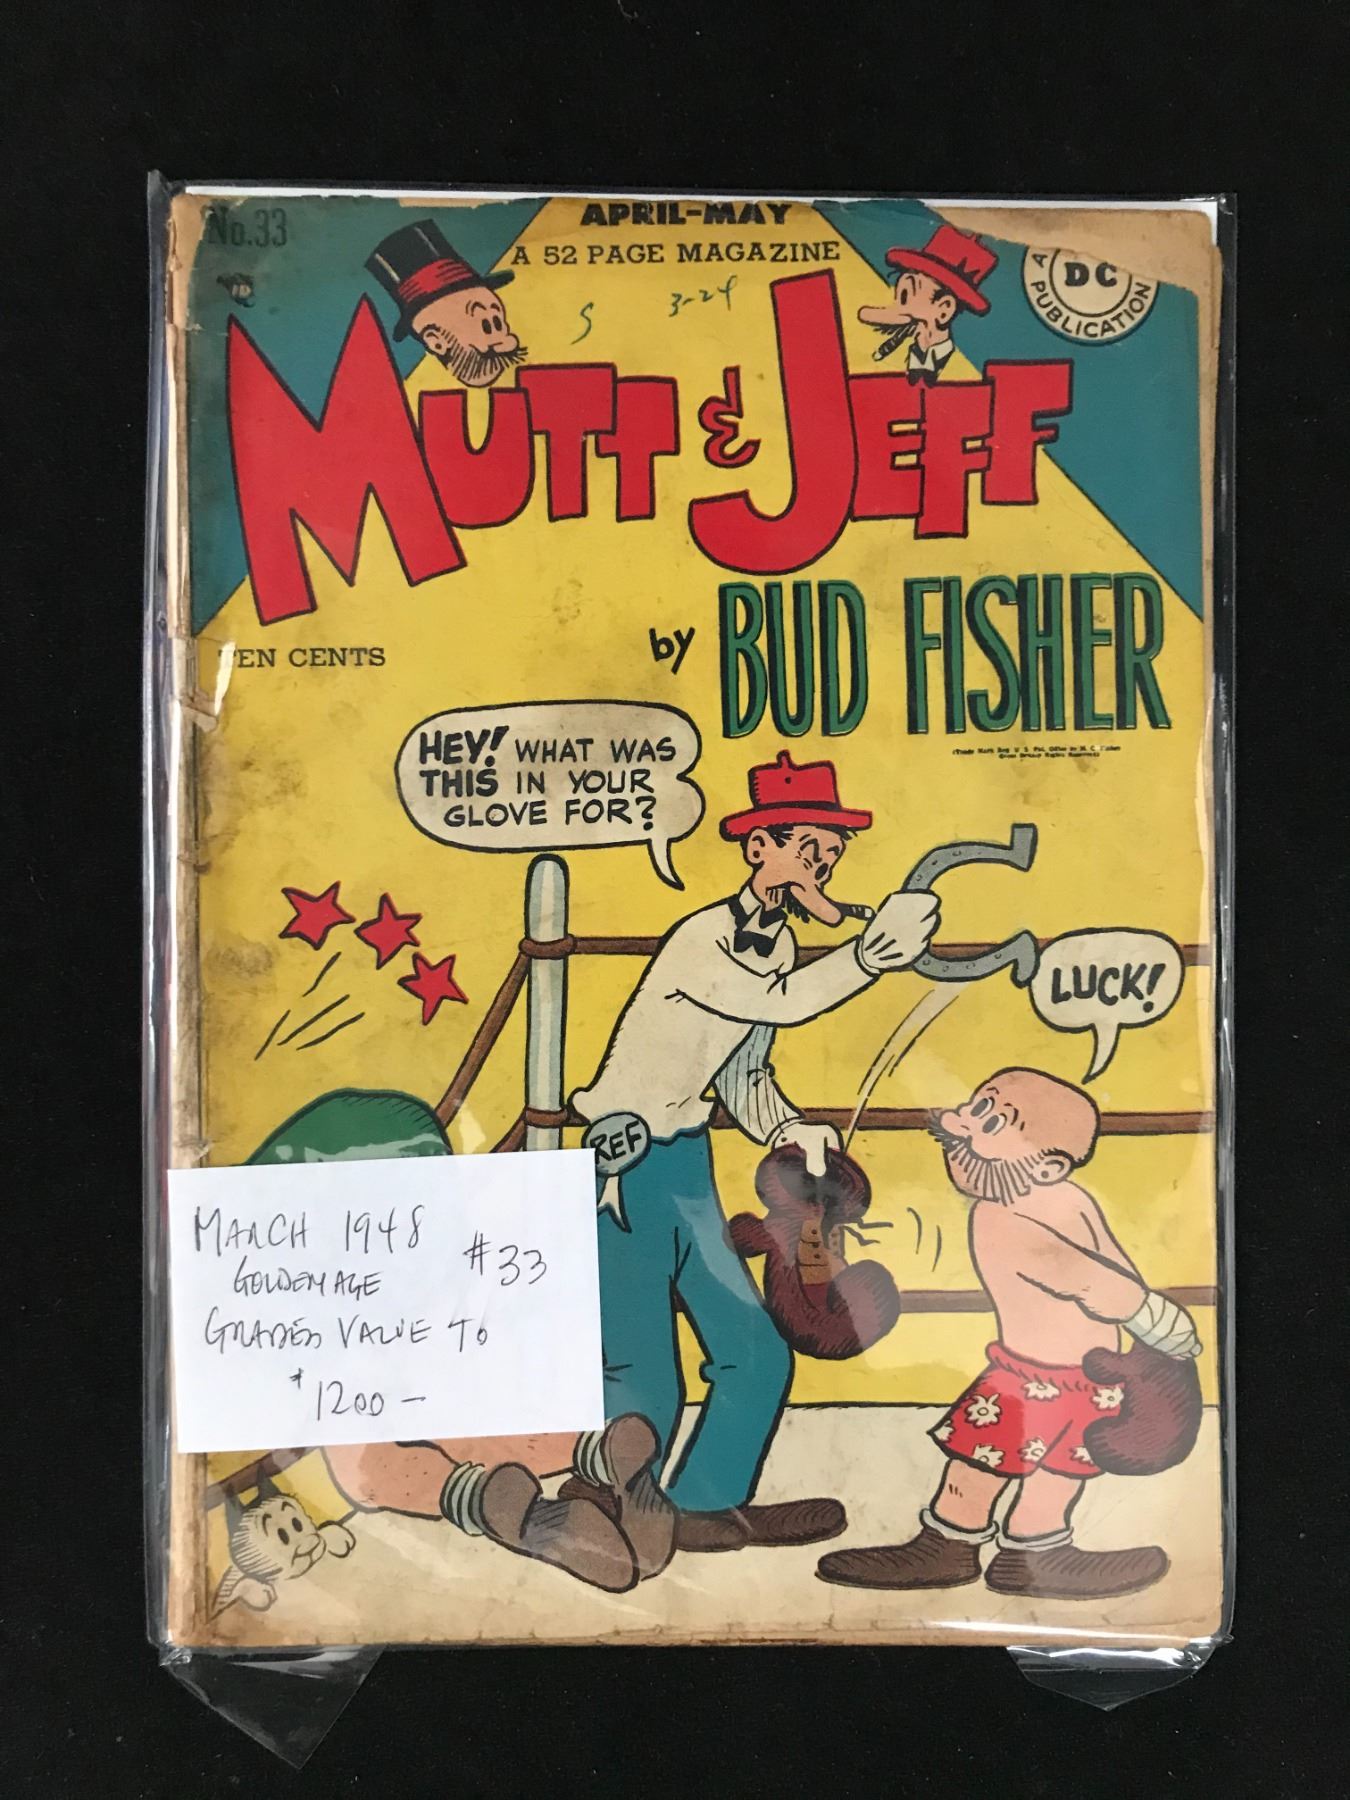 No.33
APRIL-MAY
A 52 PAGE MAGAZINE
A DC PUBLICATION
S 3-24
MUTT & JEFF
by BUD FISHER
TEN CENTS
HEY! WHAT WAS
THIS IN YOUR
GLOVE FOR?
LUCK!
REF
MARCH 1948
#33
GOLDEN AGE
GRADED VALUE TO
$1200-